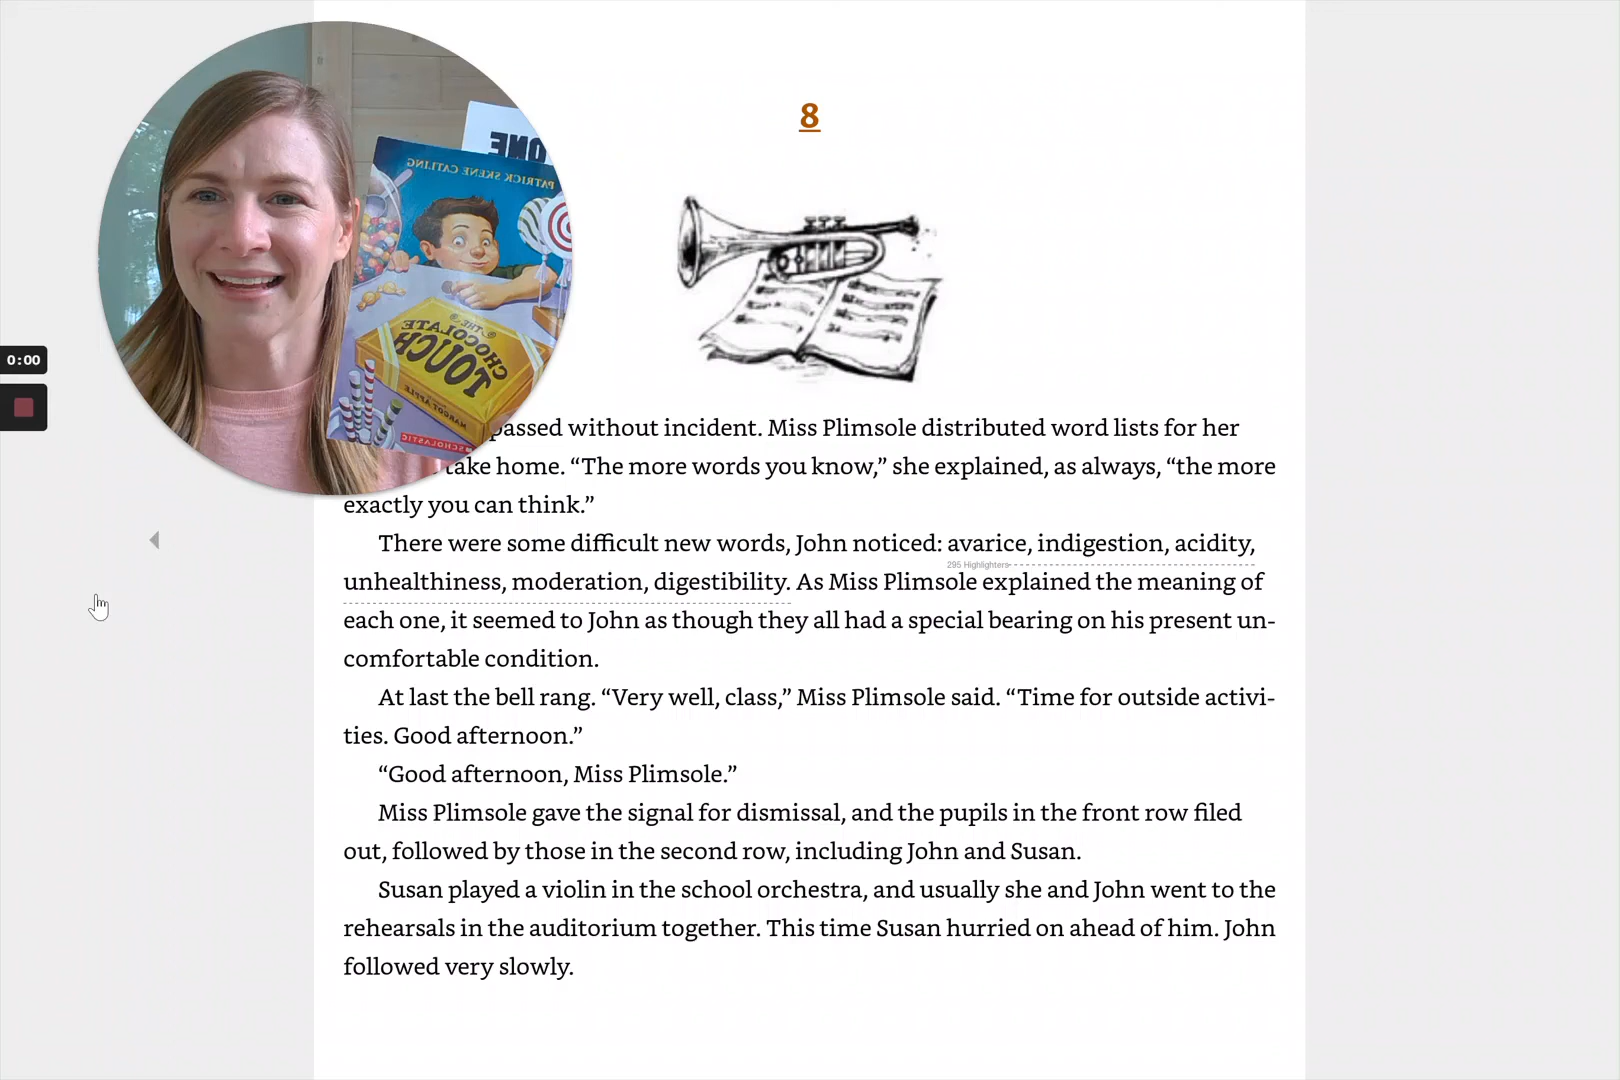 8
ONE
PATRICK SKENE CATLING
THE
CHOCOLATE
TOUCH
MARGOT APPLE
SCHOLASTIC
0:00
passed without incident. Miss Plimsole distributed word lists for her
take home. “The more words you know,” she explained, as always, “the more
exactly you can think.”
There were some difficult new words, John noticed: avarice, indigestion, acidity,
295 Highlighters
unhealthiness, moderation, digestibility. As Miss Plimsole explained the meaning of
each one, it seemed to John as though they all had a special bearing on his present un-
comfortable condition.
At last the bell rang. “Very well, class,” Miss Plimsole said. “Time for outside activi-
ties. Good afternoon.”
“Good afternoon, Miss Plimsole.”
Miss Plimsole gave the signal for dismissal, and the pupils in the front row filed
out, followed by those in the second row, including John and Susan.
Susan played a violin in the school orchestra, and usually she and John went to the
rehearsals in the auditorium together. This time Susan hurried on ahead of him. John
followed very slowly.